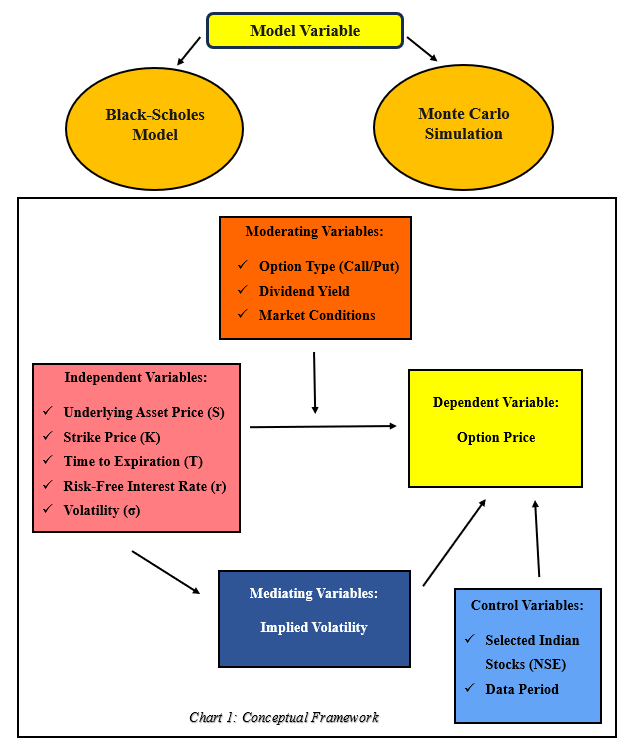 Model Variable
Black-Scholes
Model
Monte Carlo
Simulation
Moderating Variables:
✓ Option Type (Call/Put)
✓ Dividend Yield
✓ Market Conditions
Independent Variables:
✓ Underlying Asset Price (S)
✓ Strike Price (K)
✓ Time to Expiration (T)
✓ Risk-Free Interest Rate (r)
✓ Volatility (σ)
Dependent Variable:
Option Price
Mediating Variables:
Implied Volatility
Control Variables:
✓ Selected Indian
Stocks (NSE)
✓ Data Period
Chart 1: Conceptual Framework